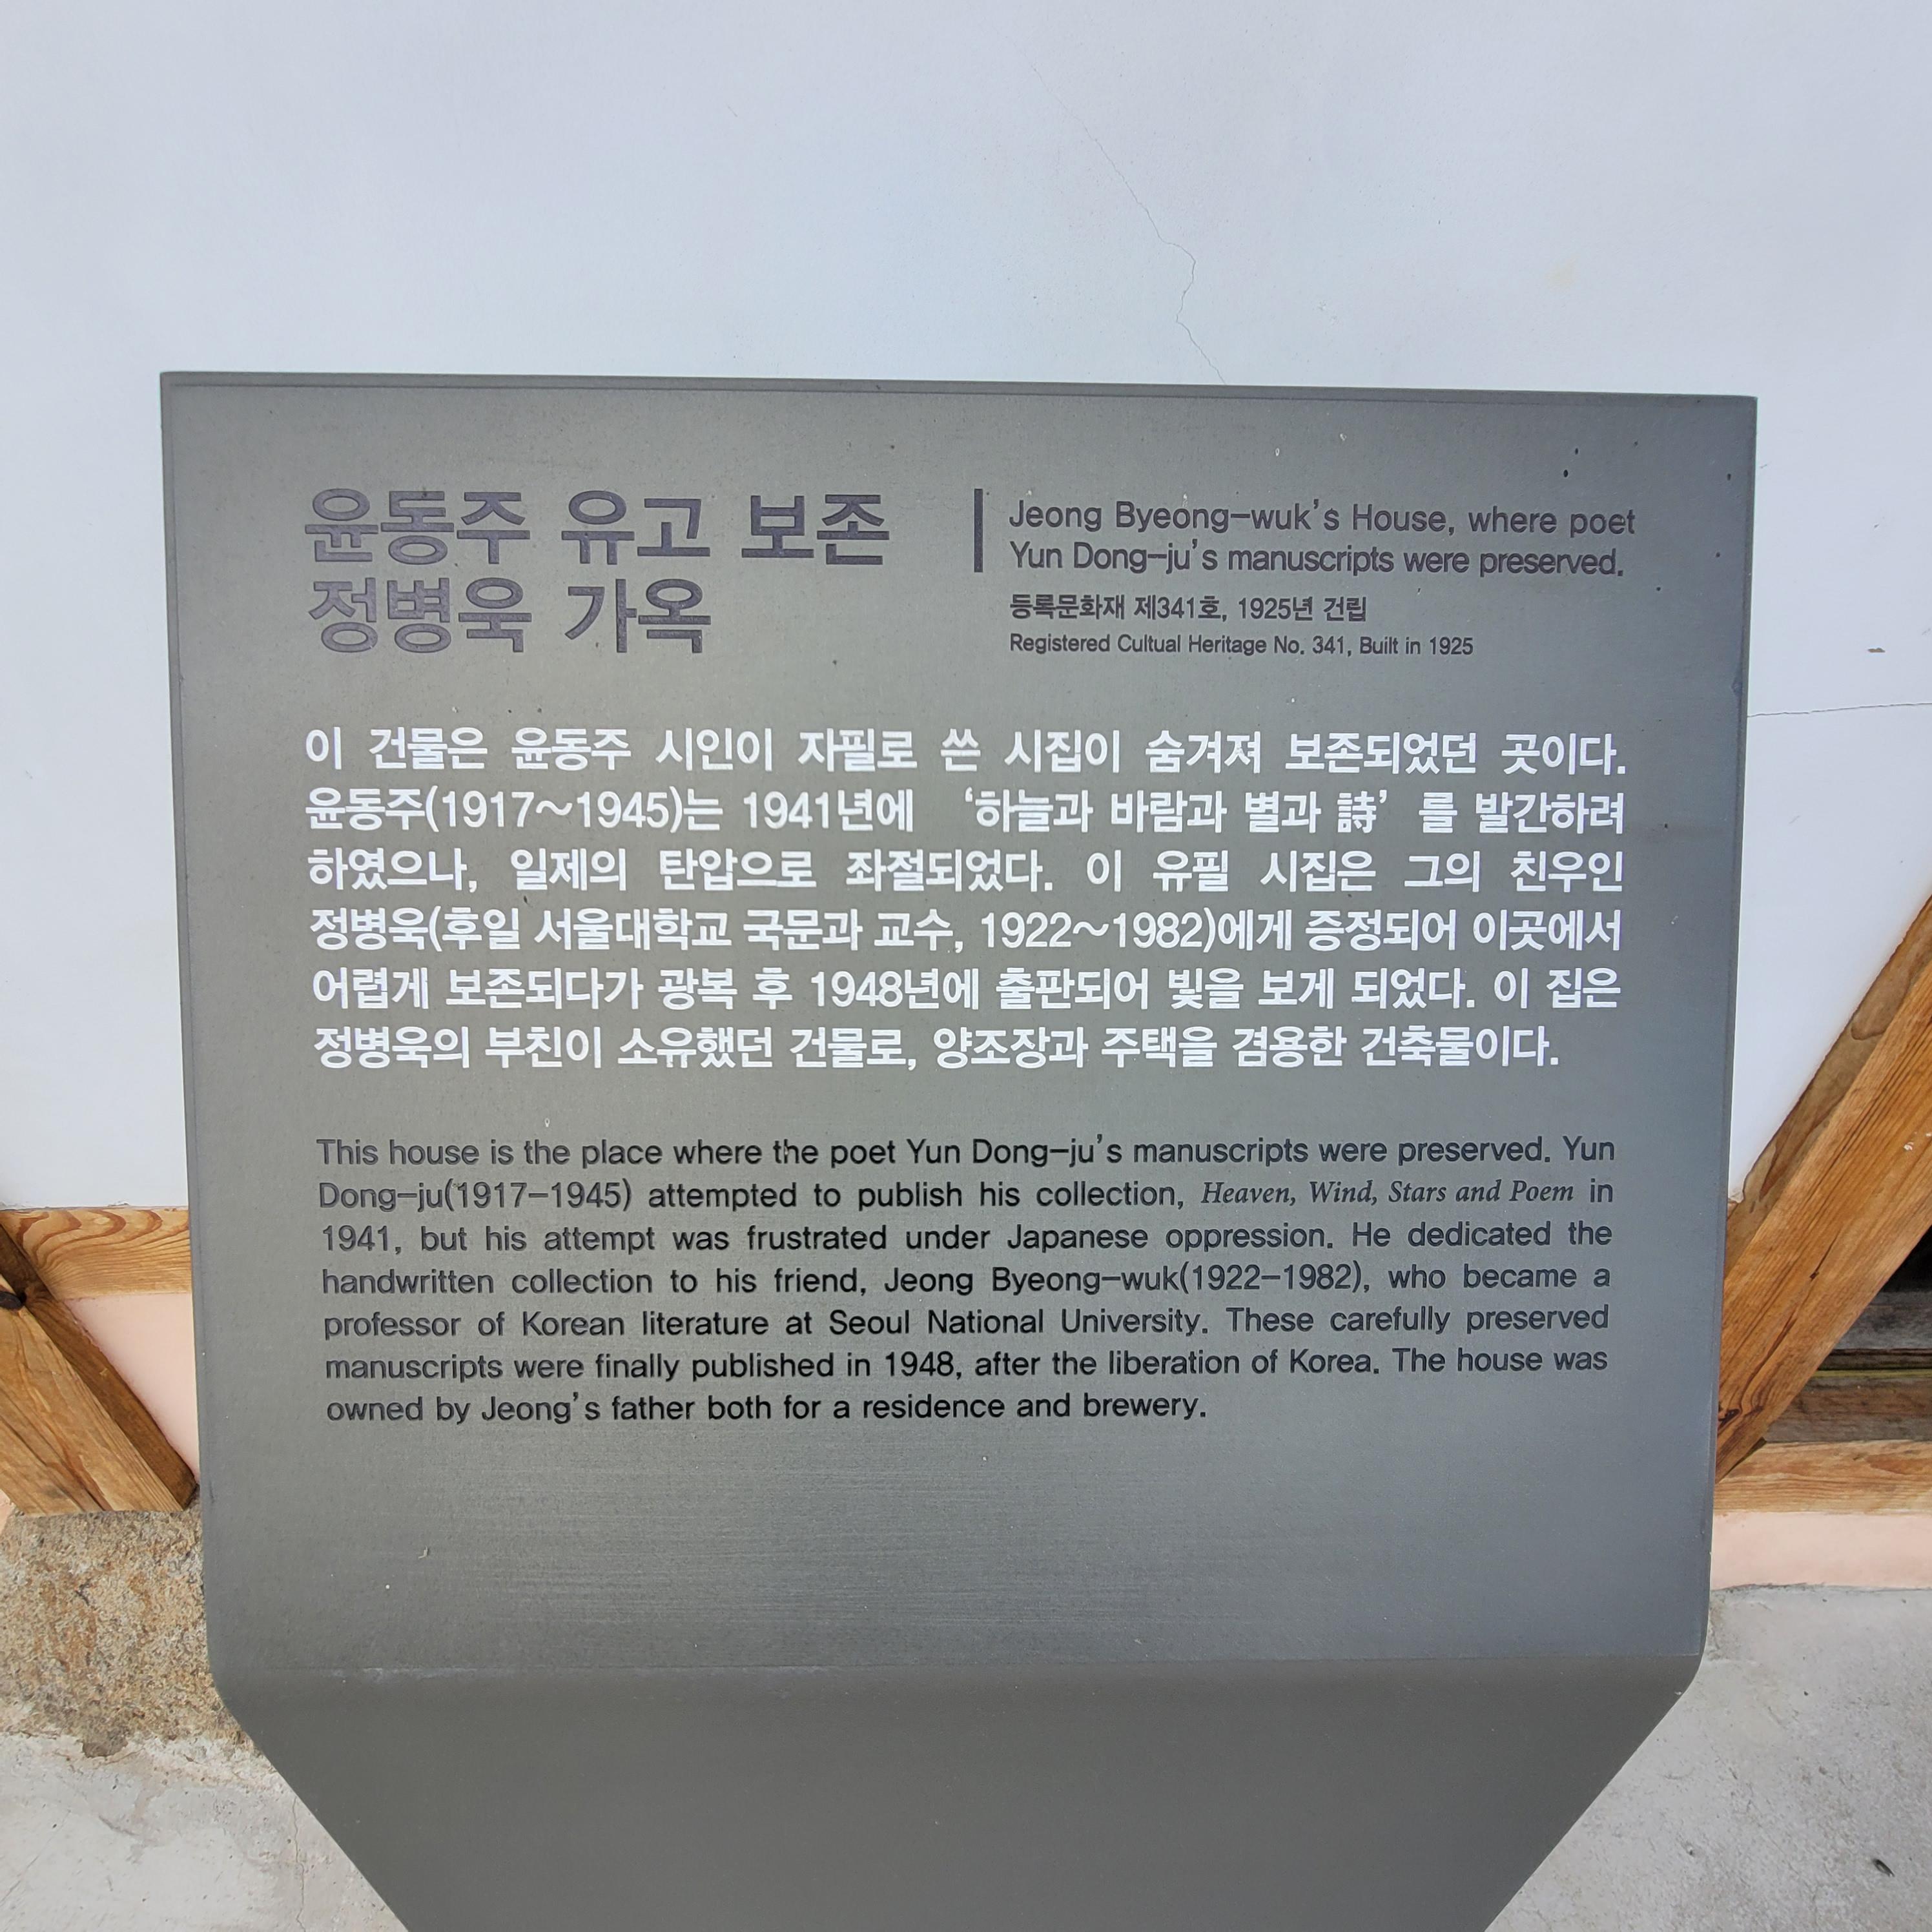 윤동주 유고 보존
정병욱 가옥
Jeong Byeong-wuk's House, where poet
Yun Dong-ju's manuscripts were preserved.
등록문화재 제341호, 1925년 건립
Registered Cultual Heritage No. 341, Built in 1925
이 건물은 윤동주 시인이 자필로 쓴 시집이 숨겨져 보존되었던 곳이다.
윤동주(1917~1945)는 1941년에 ‘하늘과 바람과 별과 詩’를 발간하려
하였으나, 일제의 탄압으로 좌절되었다. 이 유필 시집은 그의 친우인
정병욱(후일 서울대학교 국문과 교수, 1922~1982)에게 증정되어 이곳에서
어렵게 보존되다가 광복 후 1948년에 출판되어 빛을 보게 되었다. 이 집은
정병욱의 부친이 소유했던 건물로, 양조장과 주택을 겸용한 건축물이다.
This house is the place where the poet Yun Dong-ju's manuscripts were preserved. Yun
Dong-ju(1917-1945) attempted to publish his collection, Heaven, Wind, Stars and Poem in
1941, but his attempt was frustrated under Japanese oppression. He dedicated the
handwritten collection to his friend, Jeong Byeong-wuk(1922-1982), who became a
professor of Korean literature at Seoul National University. These carefully preserved
manuscripts were finally published in 1948, after the liberation of Korea. The house was
owned by Jeong's father both for a residence and brewery.